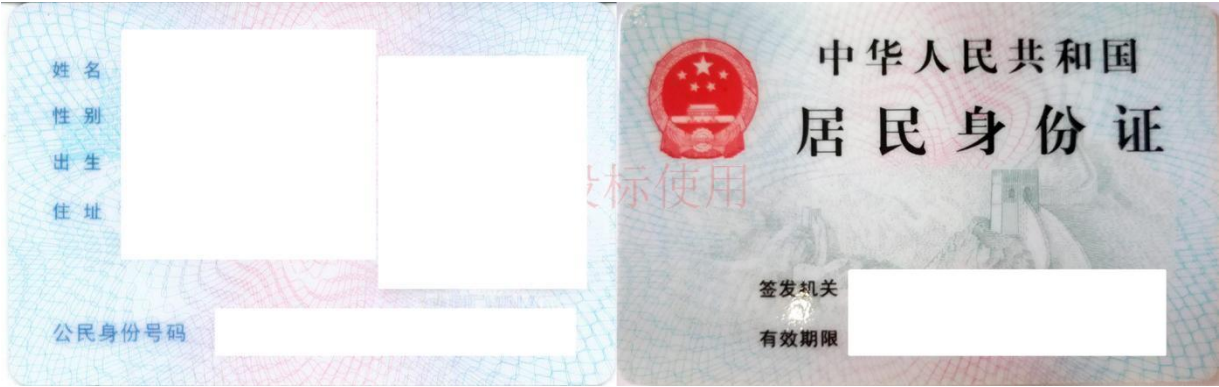 姓名
性别
出生
住址
公民身份号码
中华人民共和国
居民身份证
签发机关
有效期限
投标使用